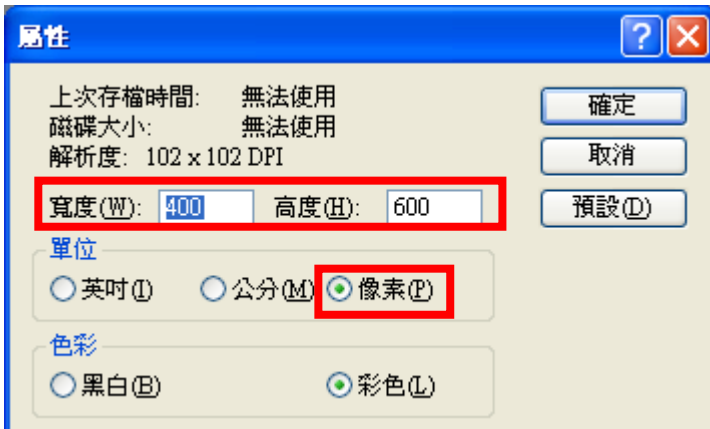 屬性
上次存檔時間: 無法使用
磁碟大小: 無法使用
解析度: 102 x 102 DPI
確定
取消
預設(D)
寬度(W): 400 高度(H): 600
單位
英吋(I) 公分(M) 像素(P)
色彩
黑白(B) 彩色(L)